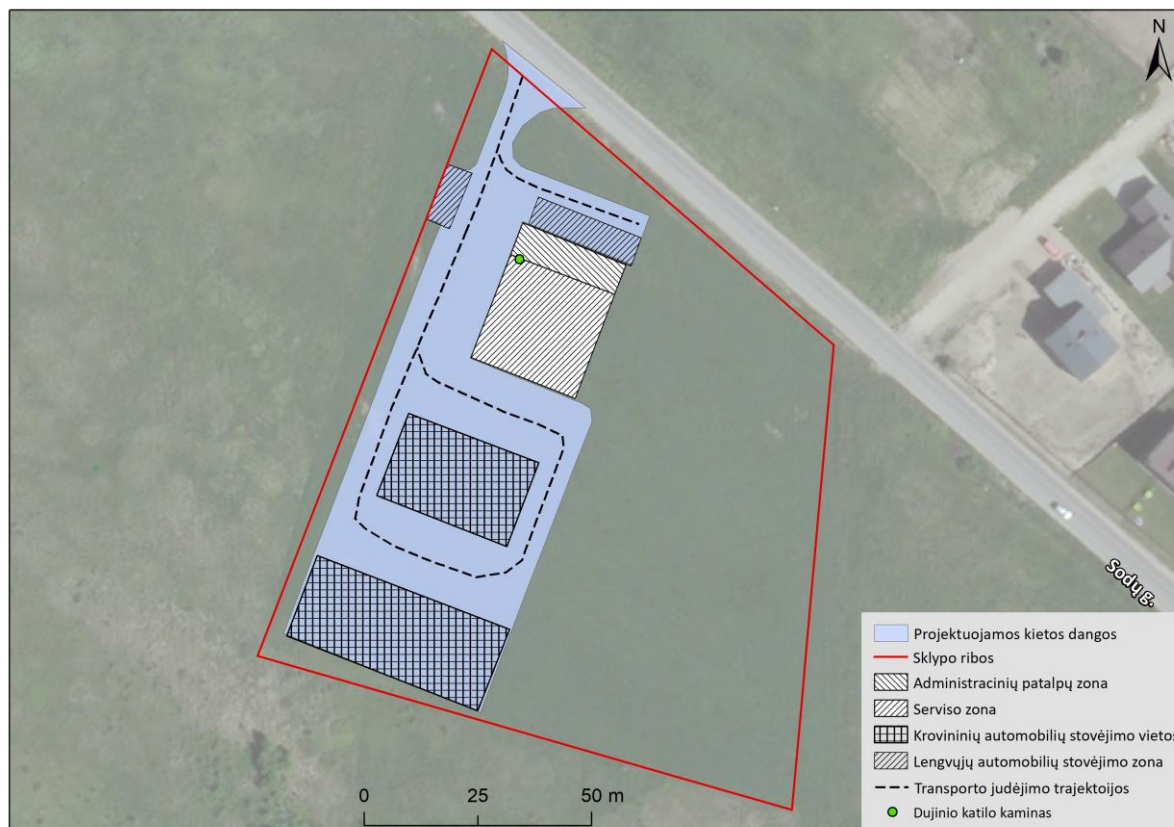 N
Sodų g.
Projektuojamos kietos dangos
Sklypo ribos
Administracinių patalpų zona
Serviso zona
Krovininių automobilių stovėjimo vietos
Lengvųjų automobilių stovėjimo zona
Transporto judėjimo trajektoijos
Dujinio katilo kaminas
0 25 50 m